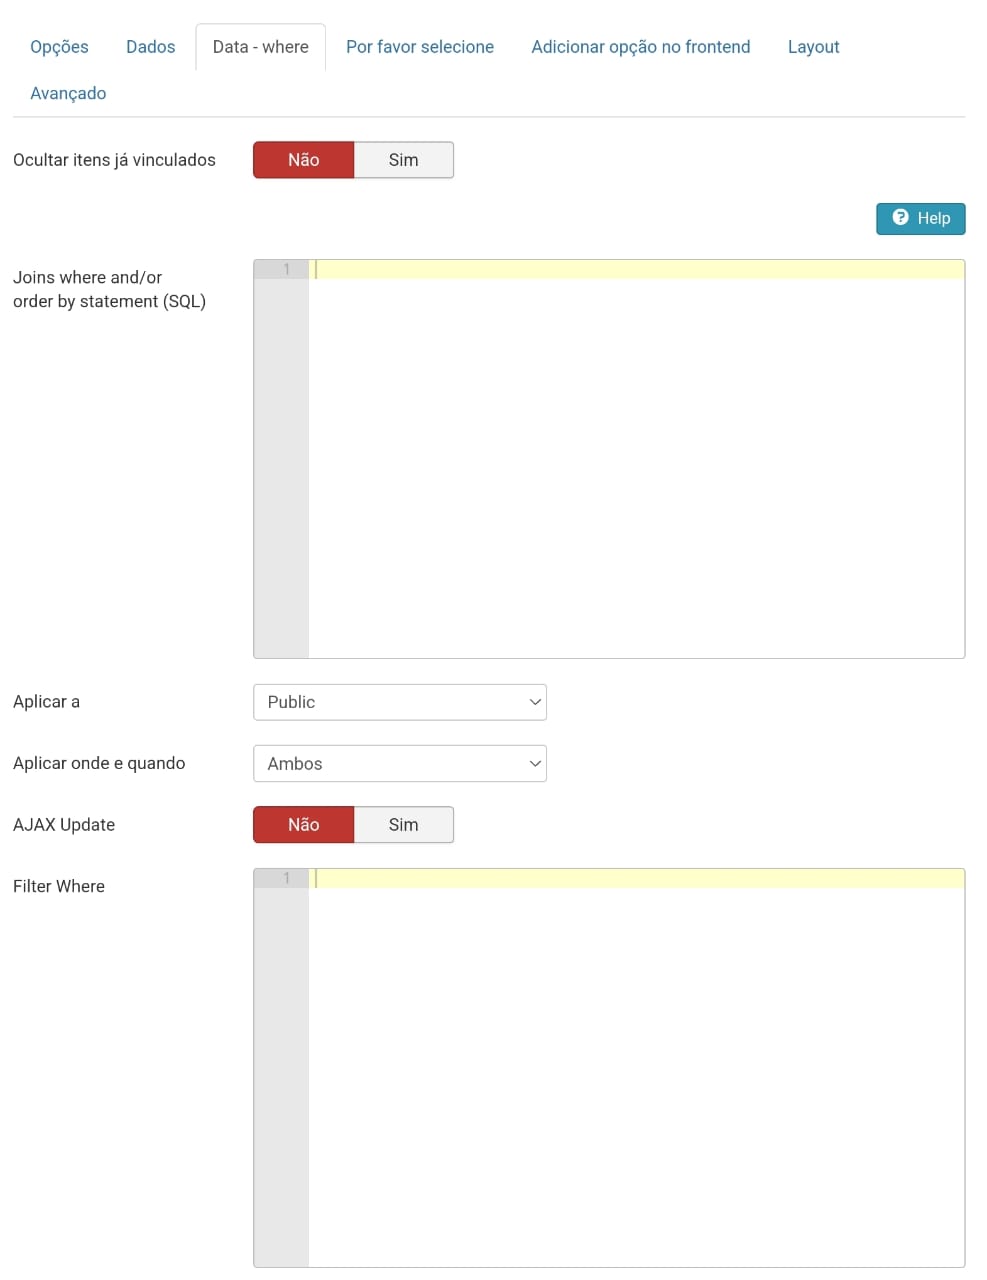 Opções Dados Data - where Por favor selecione Adicionar opção no frontend Layout
Avançado
Ocultar itens já vinculados Não Sim
Help
Joins where and/or
order by statement (SQL)
1
Aplicar a Public
Aplicar onde e quando Ambos
AJAX Update Não Sim
Filter Where
1